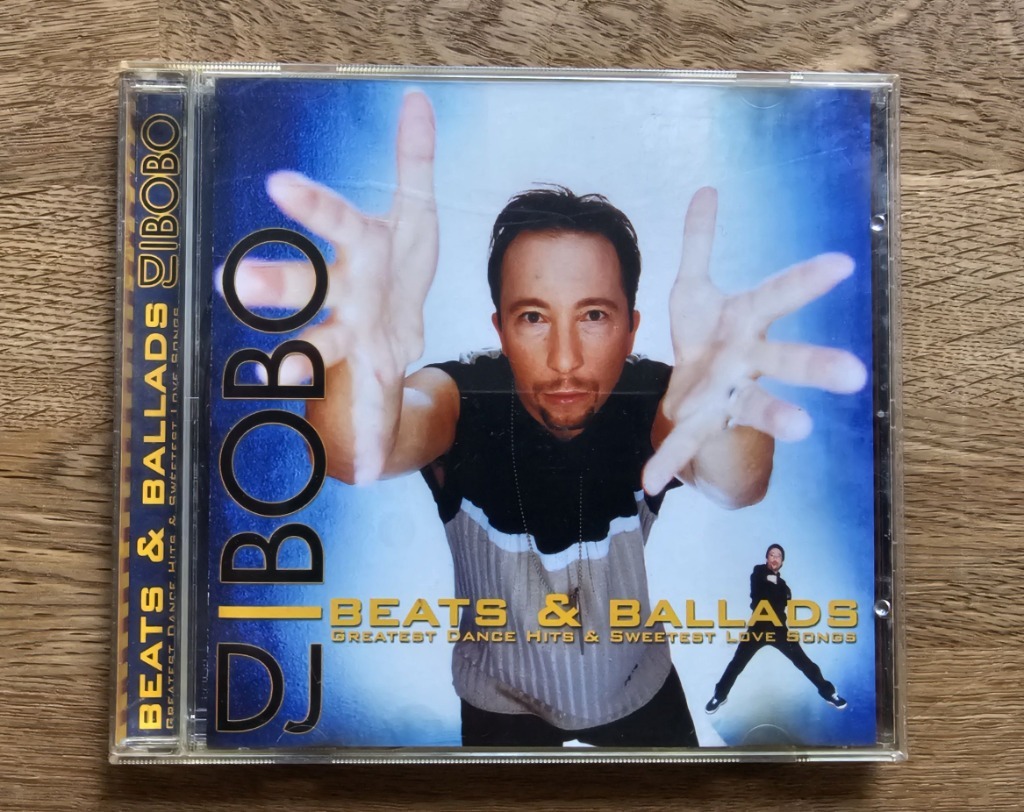 DJ BOBO
BEATS & BALLADS
GREATEST DANCE HITS & SWEETEST LOVE SONGS
DJ BOBO
BEATS & BALLADS
GREATEST DANCE HITS & SWEETEST LOVE SONGS